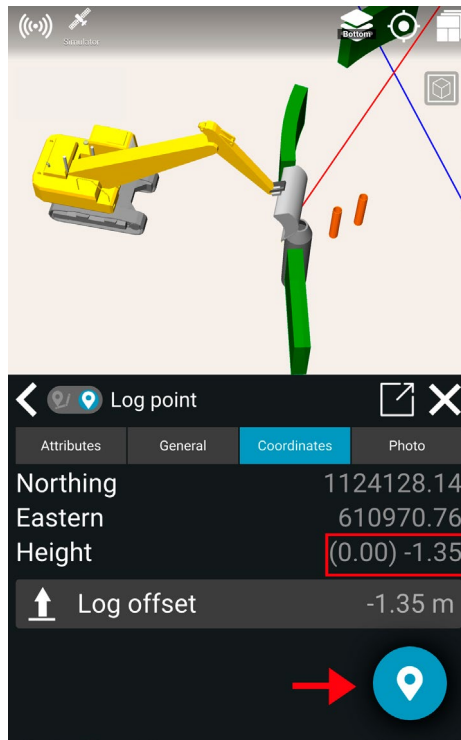 Simulator
Bottom
Log point
Attributes General Coordinates Photo
Northing 1124128.14
Eastern 610970.76
Height (0.00) -1.35
Log offset -1.35 m